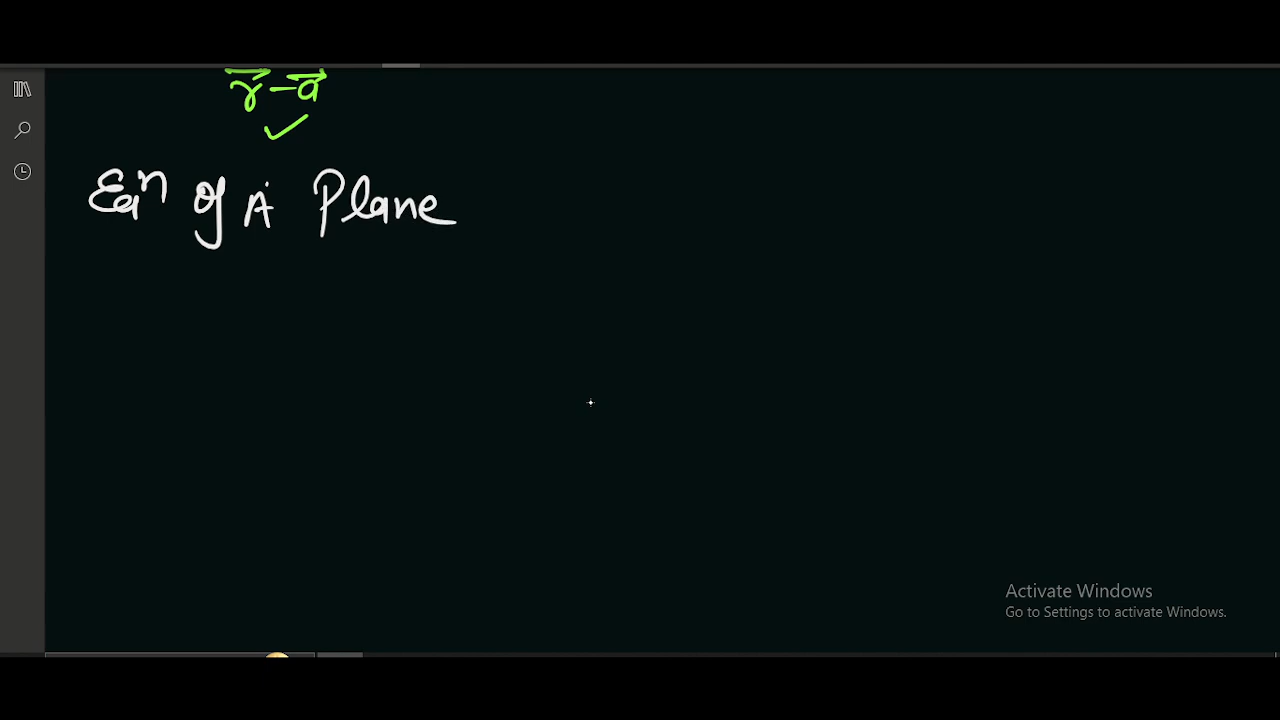 r⃗ - a⃗
✓
Eqⁿ of A Plane
Activate Windows
Go to Settings to activate Windows.